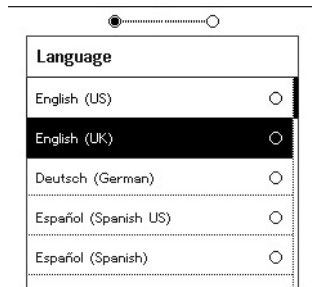 Language
English (US)
English (UK)
Deutsch (German)
Español (Spanish US)
Español (Spanish)